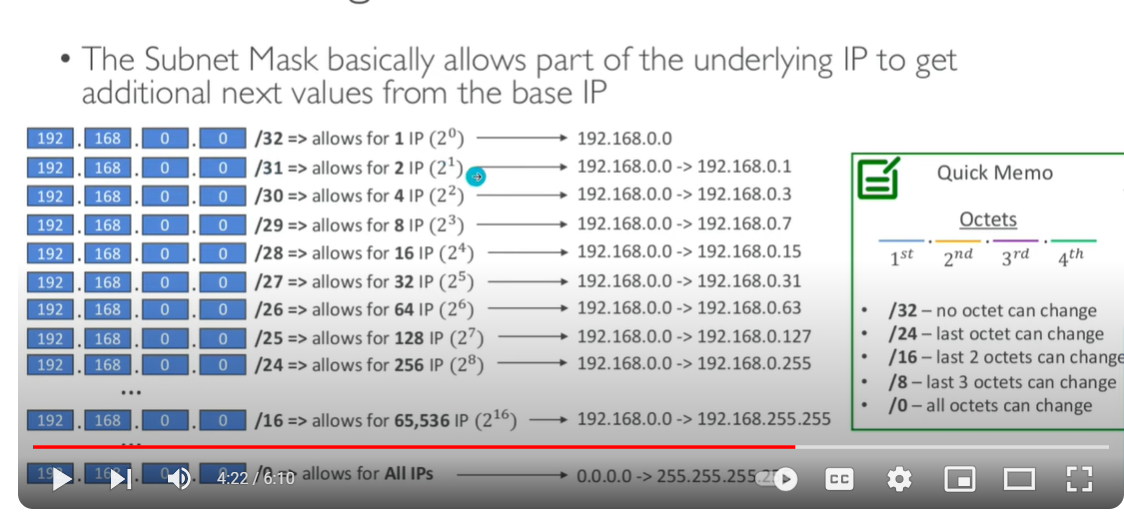 • The Subnet Mask basically allows part of the underlying IP to get
additional next values from the base IP
192 . 168 . 0 . 0 /32 => allows for 1 IP (2⁰) → 192.168.0.0
192 . 168 . 0 . 0 /31 => allows for 2 IP (2¹) → 192.168.0.0 -> 192.168.0.1
192 . 168 . 0 . 0 /30 => allows for 4 IP (2²) → 192.168.0.0 -> 192.168.0.3
192 . 168 . 0 . 0 /29 => allows for 8 IP (2³) → 192.168.0.0 -> 192.168.0.7
192 . 168 . 0 . 0 /28 => allows for 16 IP (2⁴) → 192.168.0.0 -> 192.168.0.15
192 . 168 . 0 . 0 /27 => allows for 32 IP (2⁵) → 192.168.0.0 -> 192.168.0.31
192 . 168 . 0 . 0 /26 => allows for 64 IP (2⁶) → 192.168.0.0 -> 192.168.0.63
192 . 168 . 0 . 0 /25 => allows for 128 IP (2⁷) → 192.168.0.0 -> 192.168.0.127
192 . 168 . 0 . 0 /24 => allows for 256 IP (2⁸) → 192.168.0.0 -> 192.168.0.255
...
192 . 168 . 0 . 0 /16 => allows for 65,536 IP (2¹⁶) → 192.168.0.0 -> 192.168.255.255
...
allows for All IPs → 0.0.0.0 -> 255.255.255.
Quick Memo
Octets
1st 2nd 3rd 4th
• /32 – no octet can change
• /24 – last octet can change
• /16 – last 2 octets can change
• /8 – last 3 octets can change
• /0 – all octets can change
4:22 / 6:10
CC